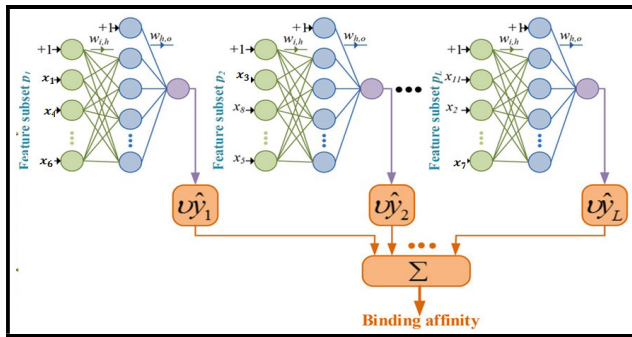 Feature subset p₁
+1
w_{i,h}
+1
w_{h,o}
x₁
x₄
x₆
Feature subset p₂
+1
w_{i,h}
+1
w_{h,o}
x₃
x₈
x₅
Feature subset p_L
+1
w_{i,h}
+1
w_{h,o}
x₁₁
x₂
x₇
υŷ₁
υŷ₂
υŷ_L
Σ
Binding affinity